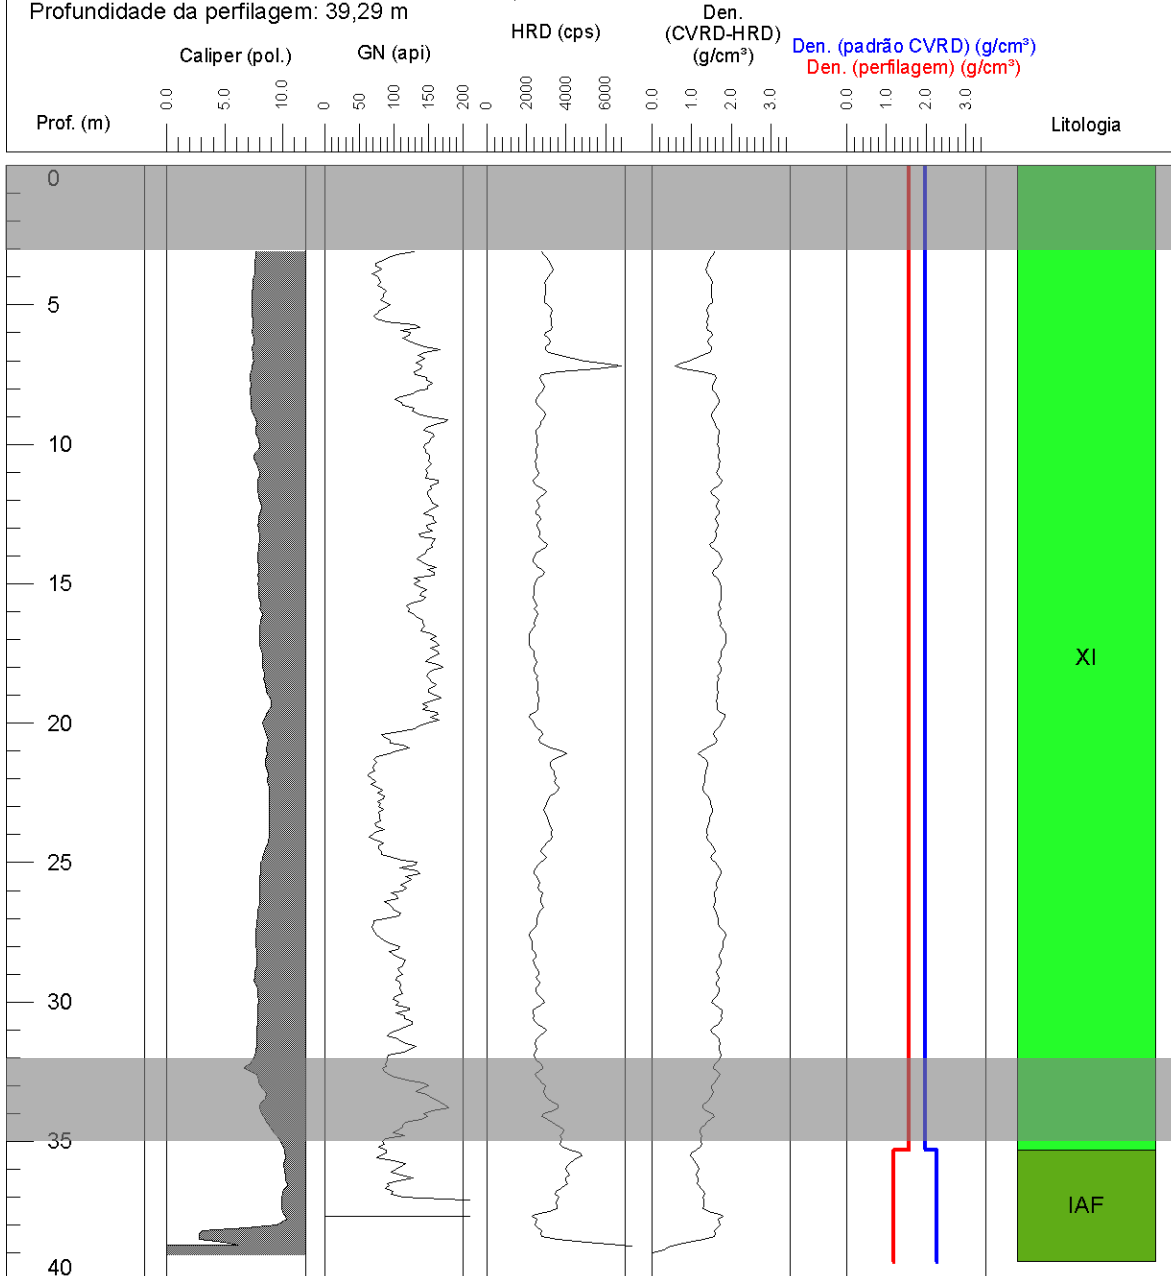 Profundidade da perfilagem: 39,29 m
Prof. (m)
Caliper (pol.)
0.0 5.0 10.0
GN (api)
0 50 100 150 200
HRD (cps)
0 2000 4000 6000
Den.
(CVRD-HRD)
(g/cm³)
0.0 1.0 2.0 3.0
Den. (padrão CVRD) (g/cm³)
Den. (perfilagem) (g/cm³)
0.0 1.0 2.0 3.0
Litologia
0
5
10
15
XI
20
25
30
35
IAF
40